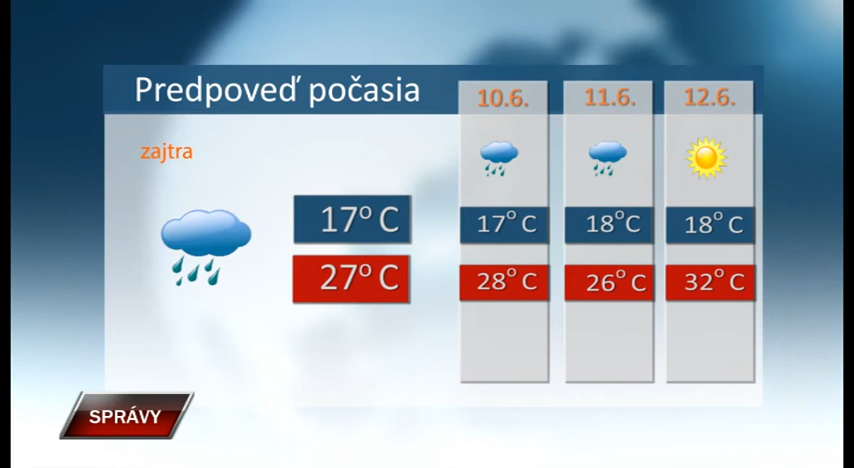 Predpoveď počasia
zajtra
17° C
27° C
10.6.
17° C
28° C
11.6.
18°C
26° C
12.6.
18° C
32° C
SPRÁVY